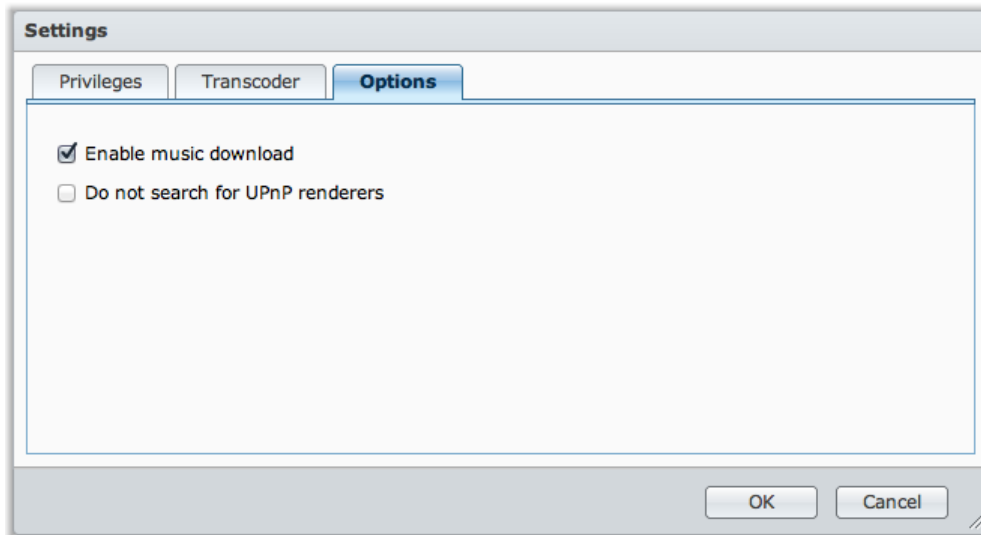 Settings
Privileges Transcoder Options
Enable music download
Do not search for UPnP renderers
OK Cancel